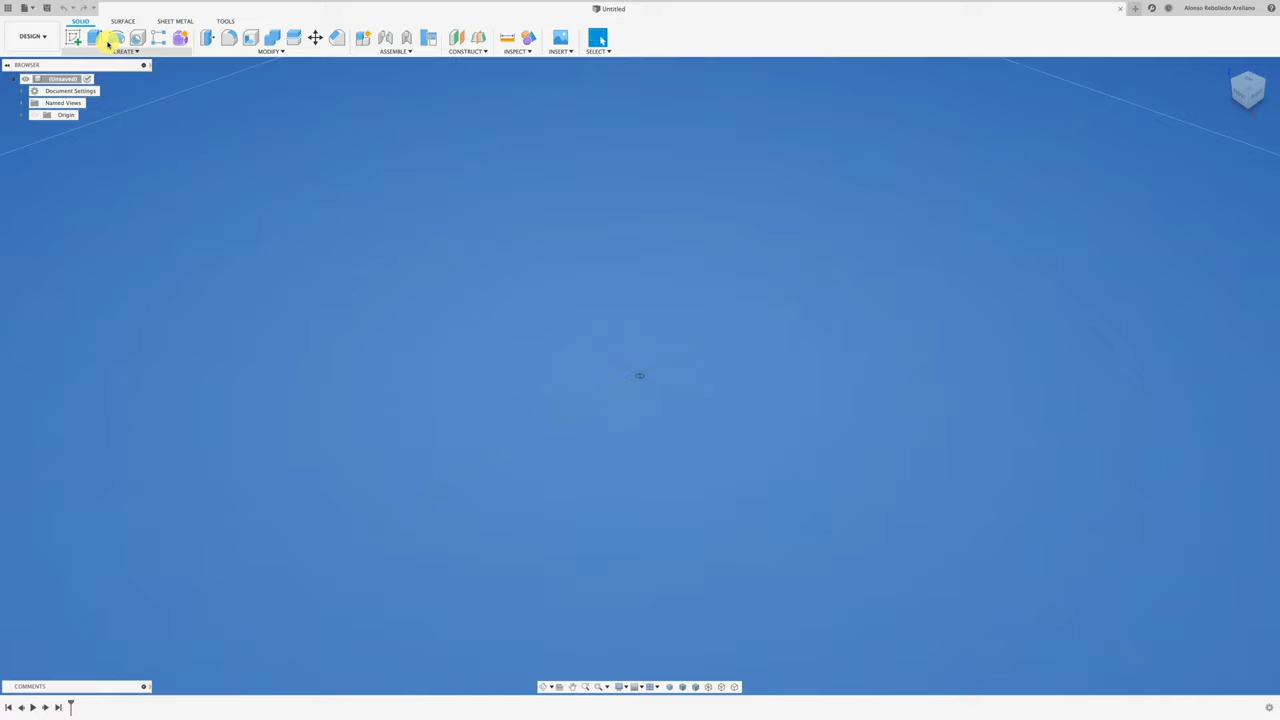 Untitled
Alonso Rebolledo Arellano
SOLID SURFACE SHEET METAL TOOLS
DESIGN
CREATE MODIFY ASSEMBLE CONSTRUCT INSPECT INSERT SELECT
BROWSER
(Unsaved)
Document Settings
Named Views
Origin
COMMENTS